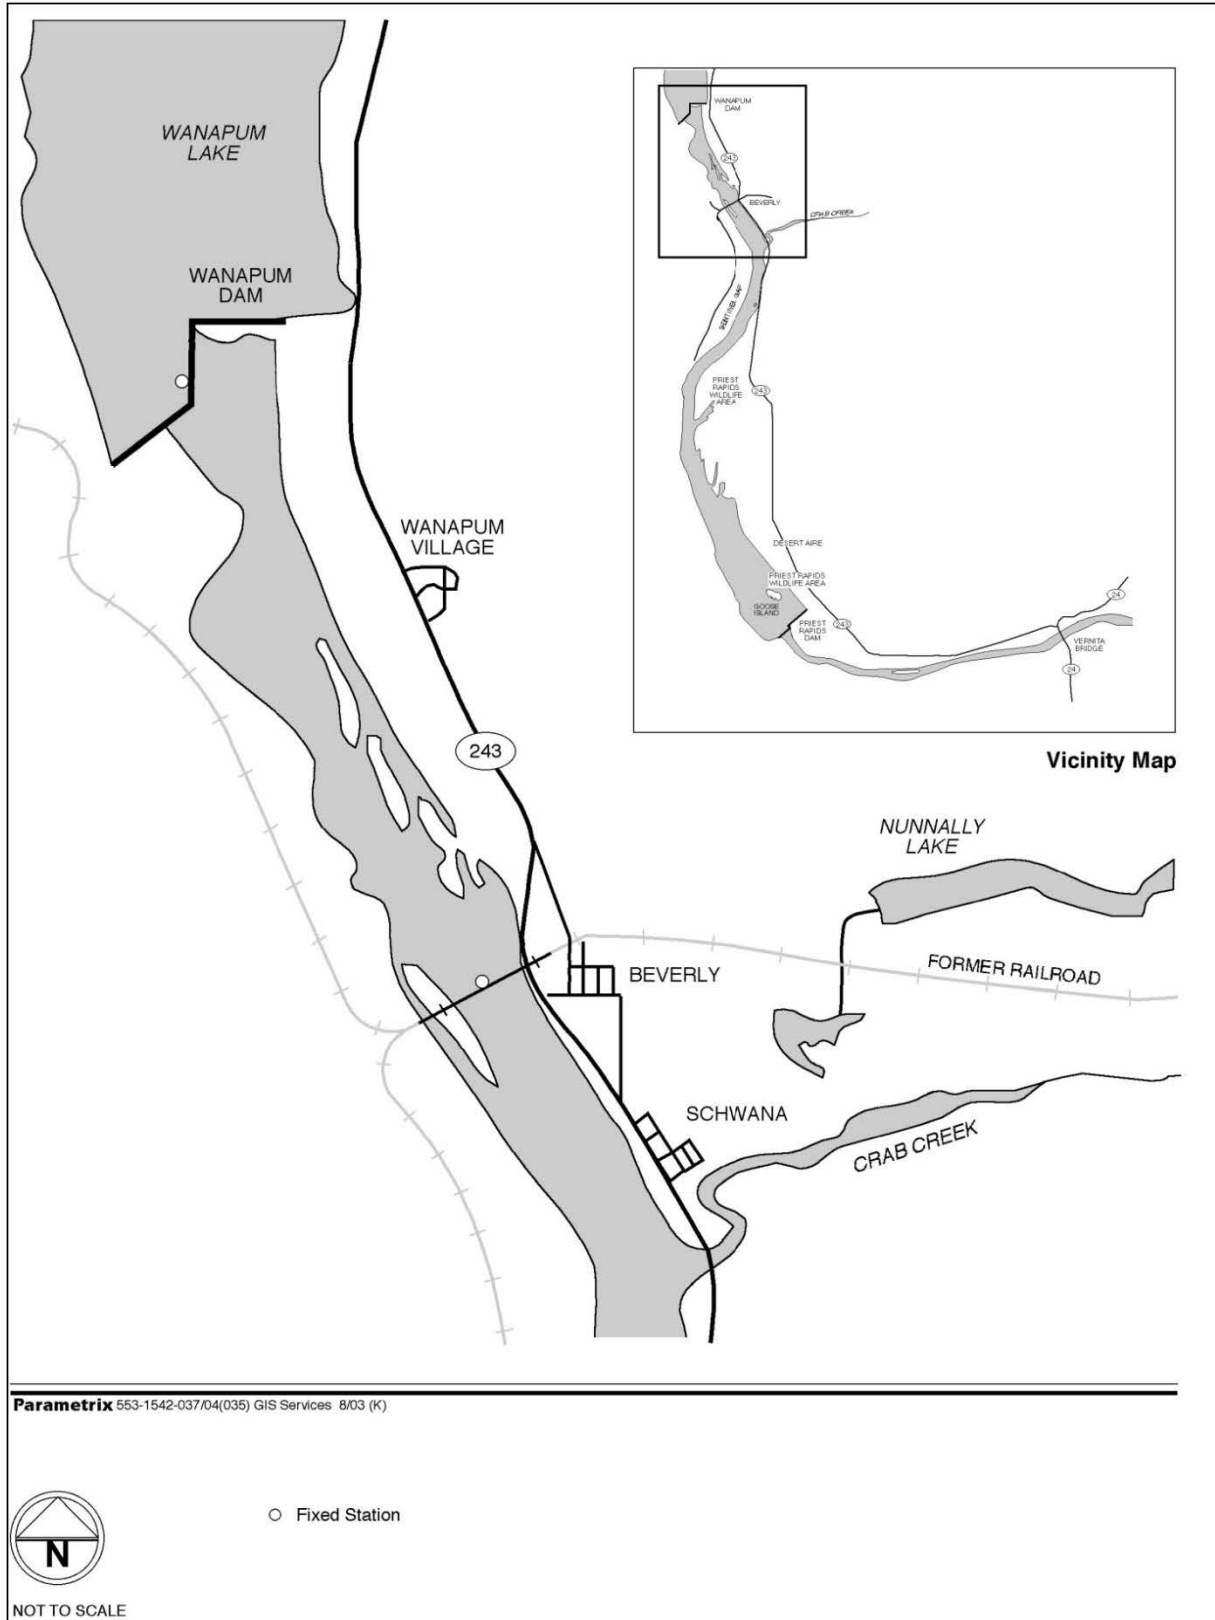 WANAPUM
LAKE
WANAPUM
DAM
WANAPUM
VILLAGE
243
BEVERLY
SCHWANA
CRAB CREEK
FORMER RAILROAD
NUNNALLY
LAKE
WANAPUM
DAM
243
BEVERLY
CRAB CREEK
SENTINEL GAP
PRIEST
RAPIDS
WILDLIFE
AREA
243
DESERT AIRE
PRIEST RAPIDS
WILDLIFE AREA
GOOSE
ISLAND
PRIEST
RAPIDS
DAM
243
24
VERNITA
BRIDGE
24
Vicinity Map
Parametrix 553-1542-037/04(035) GIS Services 8/03 (K)
N
NOT TO SCALE
Fixed Station